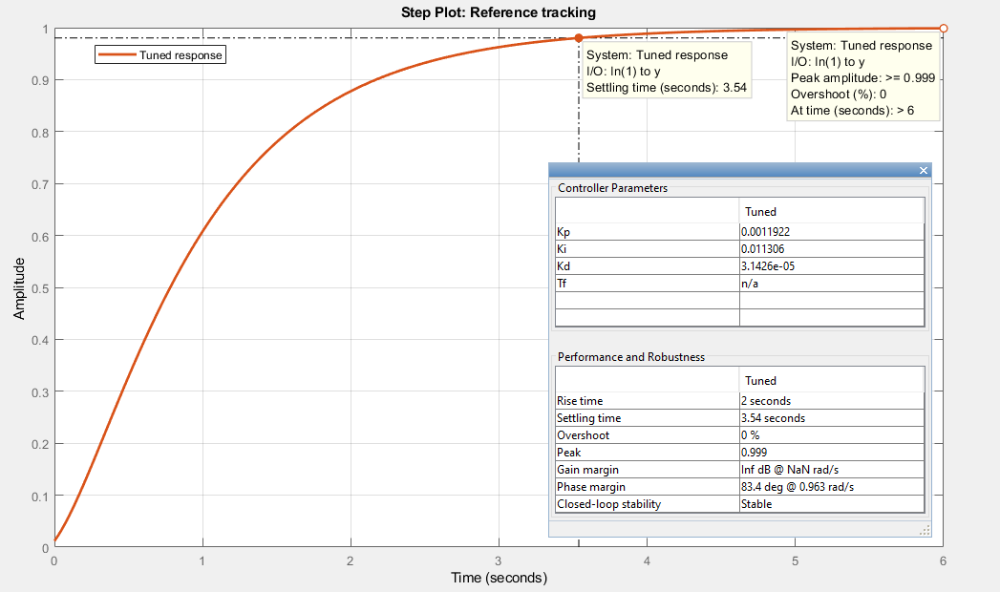 Step Plot: Reference tracking
Amplitude
1
0.9
0.8
0.7
0.6
0.5
0.4
0.3
0.2
0.1
0
Tuned response
System: Tuned response
I/O: In(1) to y
Settling time (seconds): 3.54
System: Tuned response
I/O: In(1) to y
Peak amplitude: >= 0.999
Overshoot (%): 0
At time (seconds): > 6
Controller Parameters
Tuned
Kp 0.0011922
Ki 0.011306
Kd 3.1426e-05
Tf n/a
Performance and Robustness
Tuned
Rise time 2 seconds
Settling time 3.54 seconds
Overshoot 0 %
Peak 0.999
Gain margin Inf dB @ NaN rad/s
Phase margin 83.4 deg @ 0.963 rad/s
Closed-loop stability Stable
0 1 2 3 4 5 6
Time (seconds)